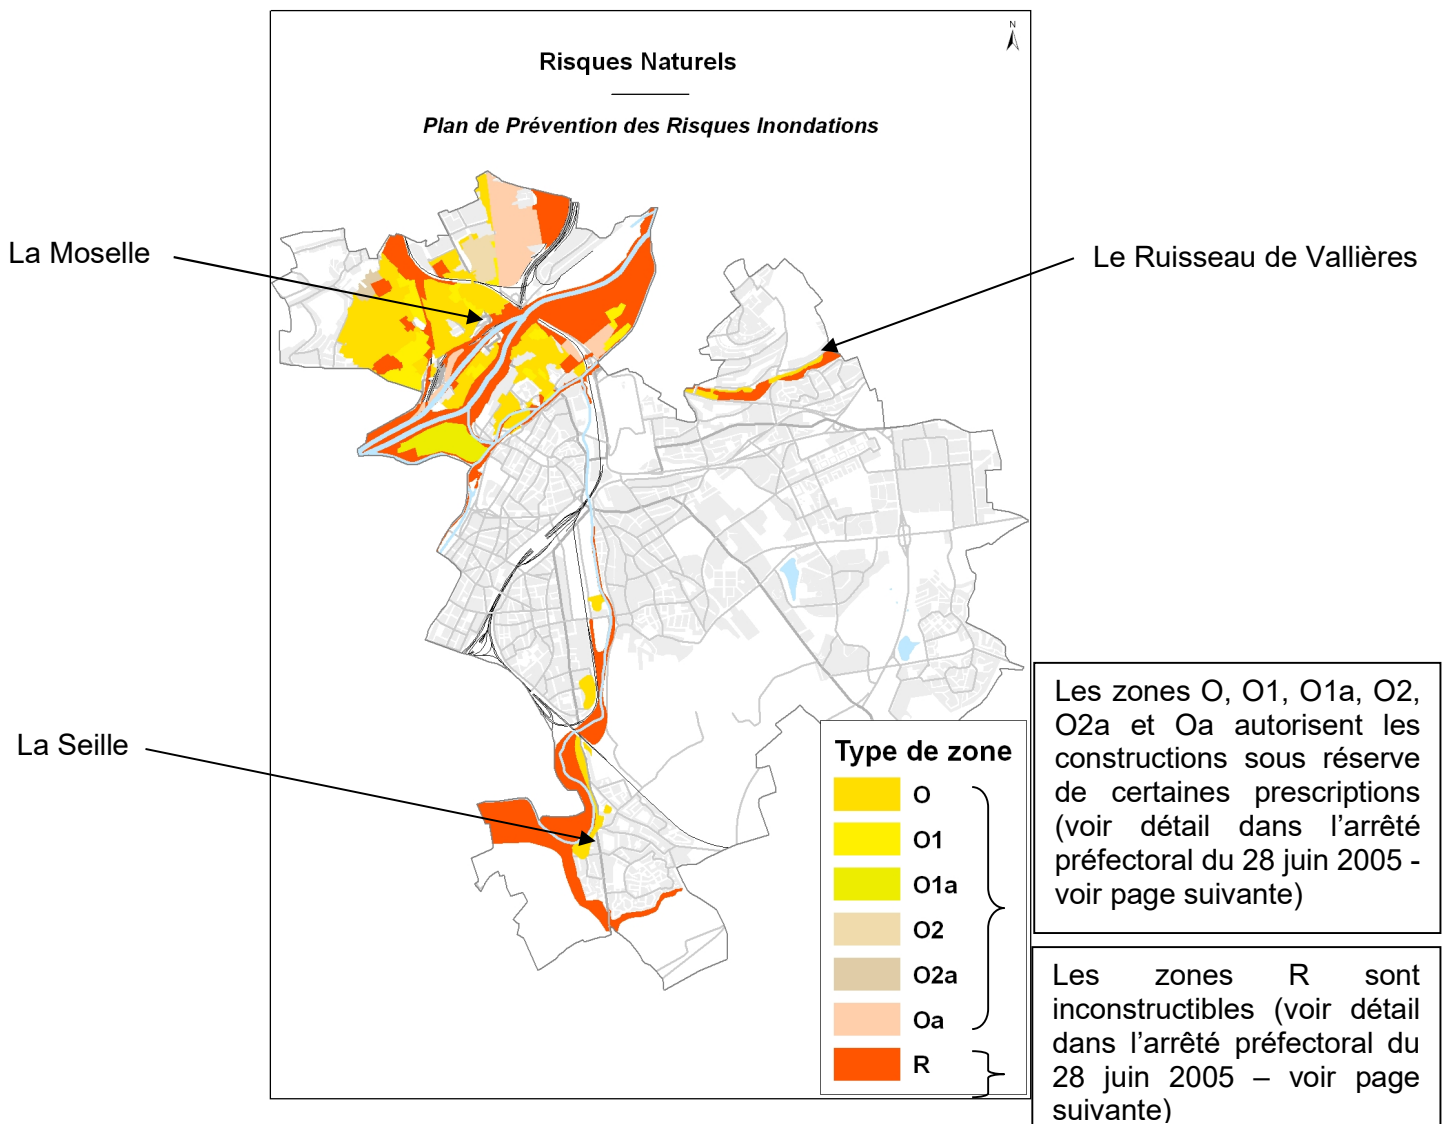 N
Risques Naturels
Plan de Prévention des Risques Inondations
La Moselle
Le Ruisseau de Vallières
La Seille
Type de zone
O
O1
O1a
O2
O2a
Oa
R
Les zones O, O1, O1a, O2,
O2a et Oa autorisent les
constructions sous réserve
de certaines prescriptions
(voir détail dans l’arrêté
préfectoral du 28 juin 2005 -
voir page suivante)
Les zones R sont
inconstructibles (voir détail
dans l’arrêté préfectoral du
28 juin 2005 – voir page
suivante)